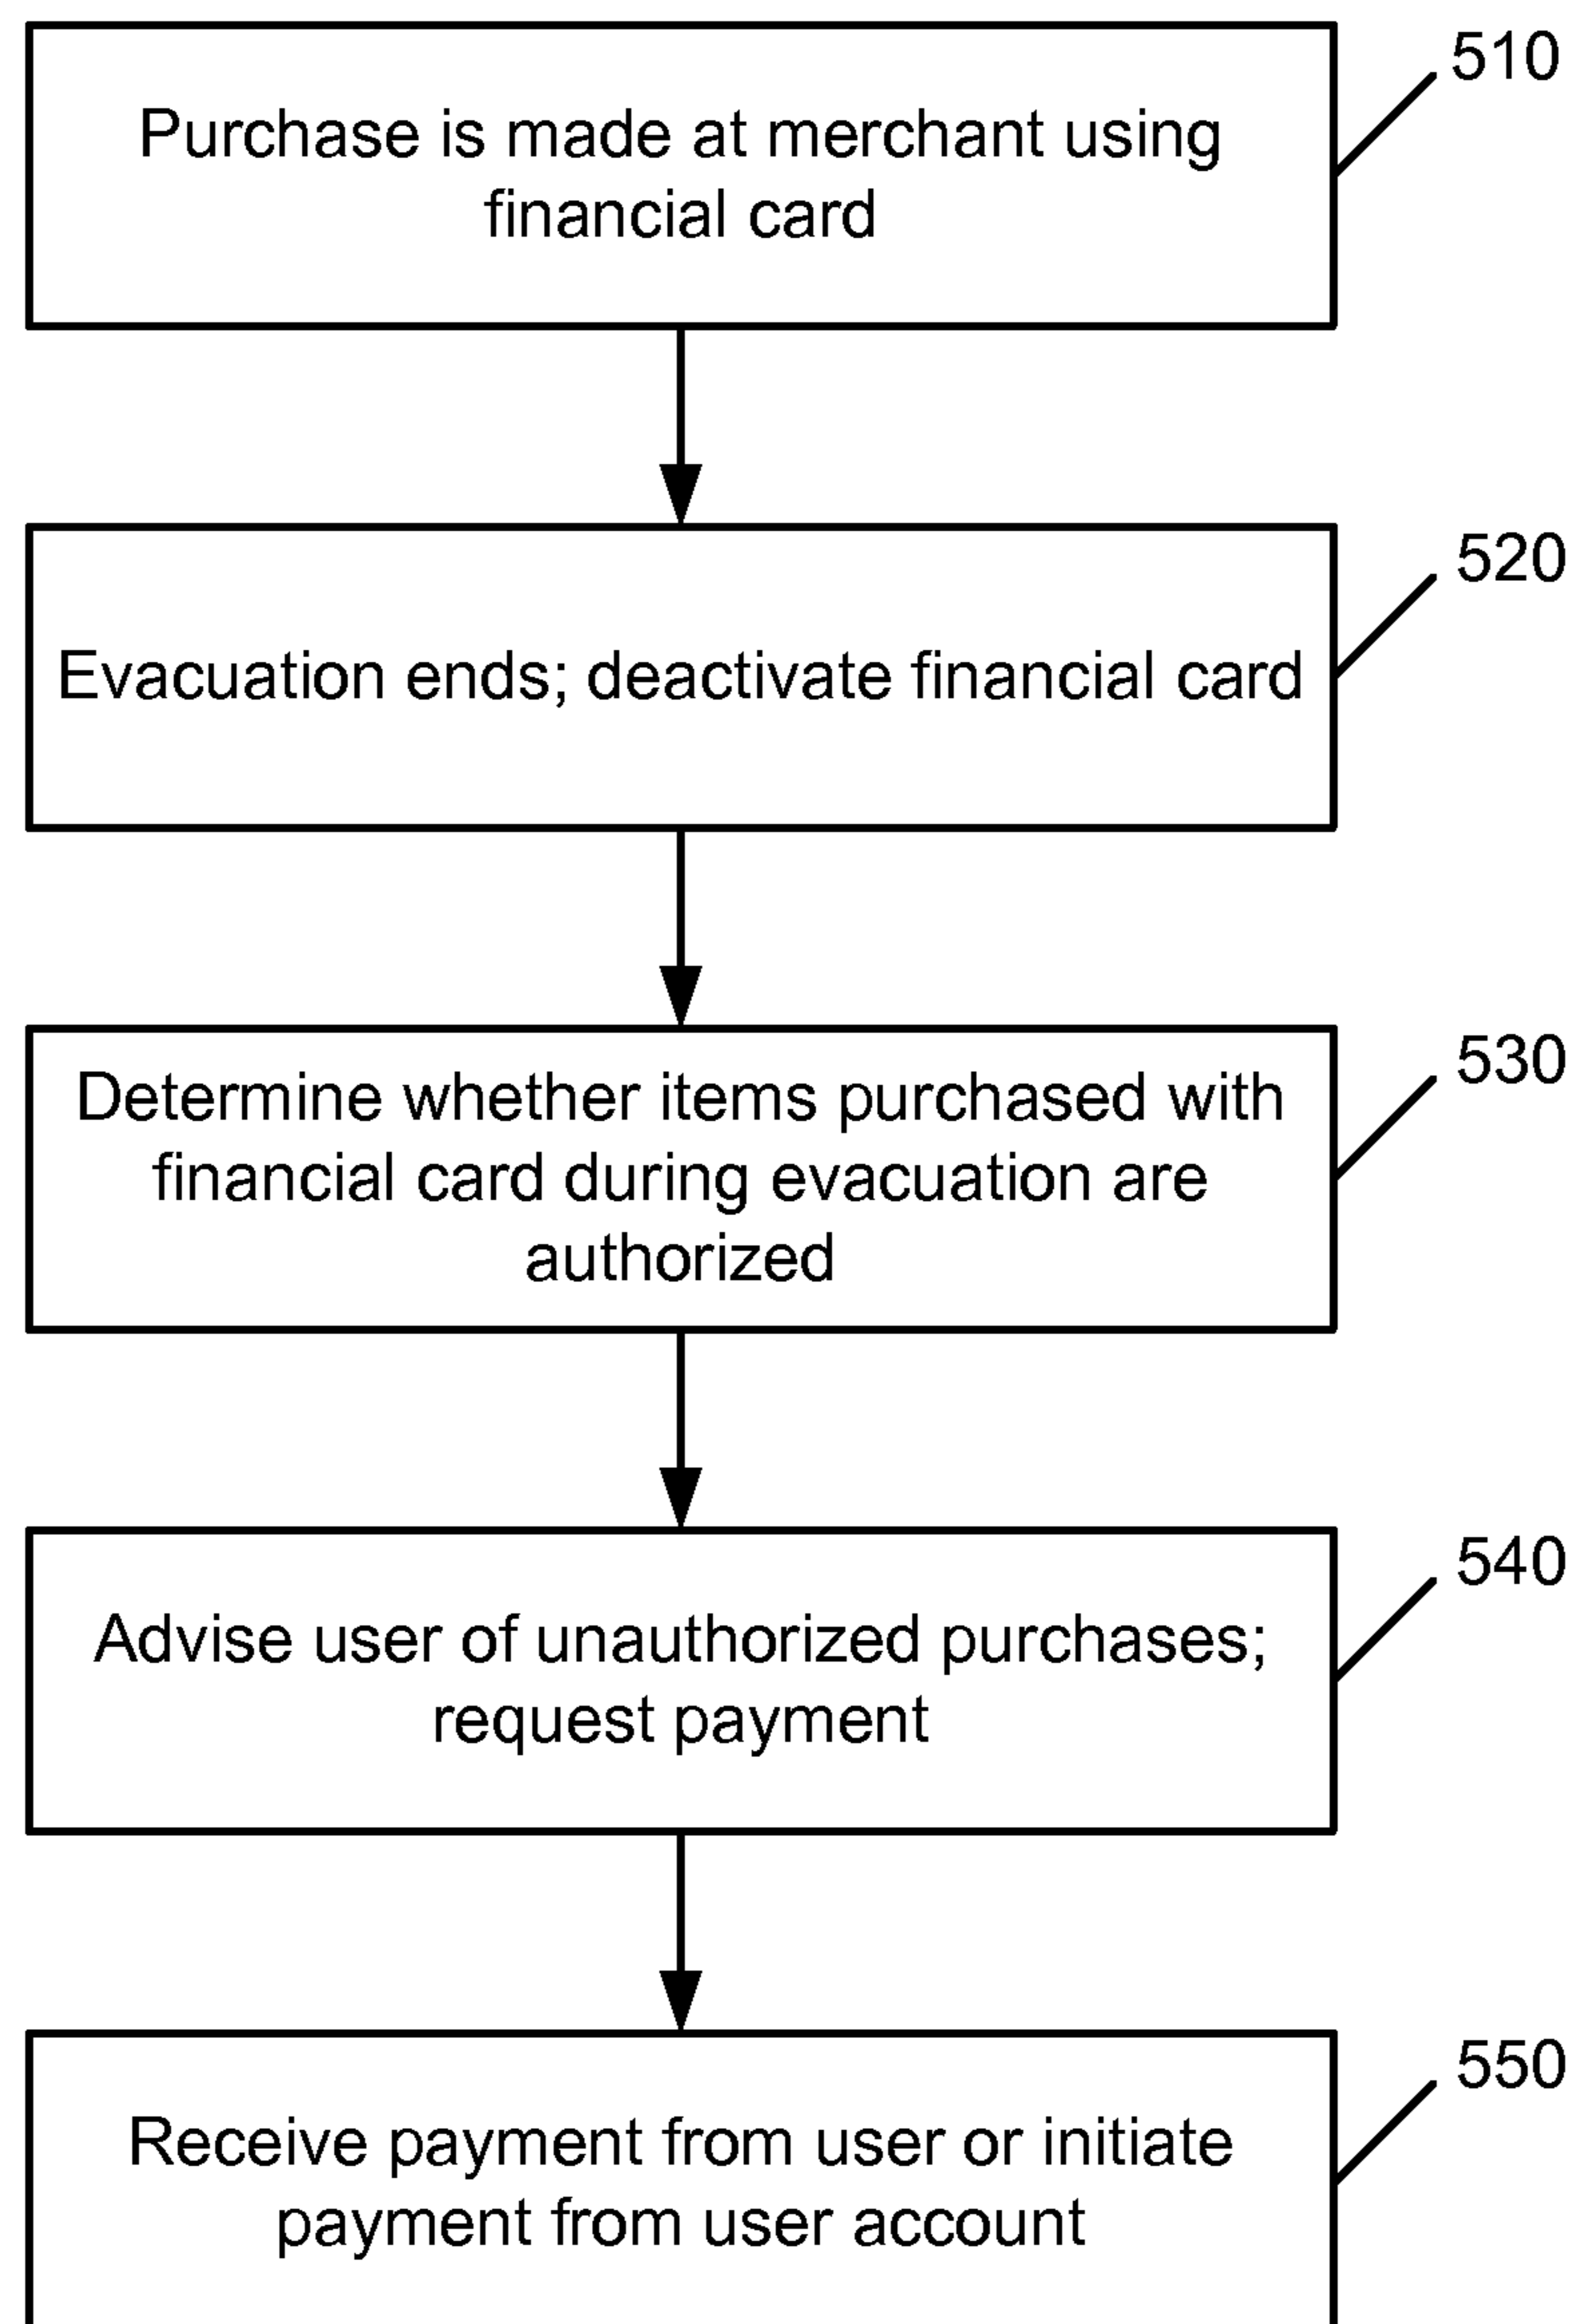 510
Purchase is made at merchant using
financial card
520
Evacuation ends; deactivate financial card
530
Determine whether items purchased with
financial card during evacuation are
authorized
540
Advise user of unauthorized purchases;
request payment
550
Receive payment from user or initiate
payment from user account